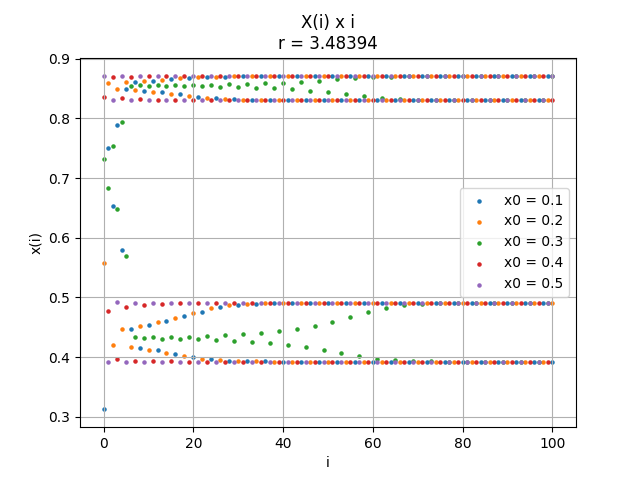 X(i) x i
r = 3.48394
0.9
0.8
0.7
0.6
0.5
0.4
0.3
x(i)
x0 = 0.1
x0 = 0.2
x0 = 0.3
x0 = 0.4
x0 = 0.5
0 20 40 60 80 100
i